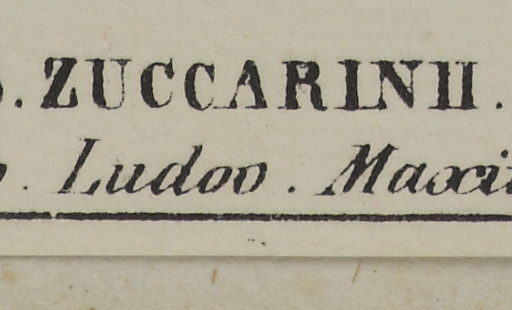 . ZUCCARINII.
. Ludov. Maxi